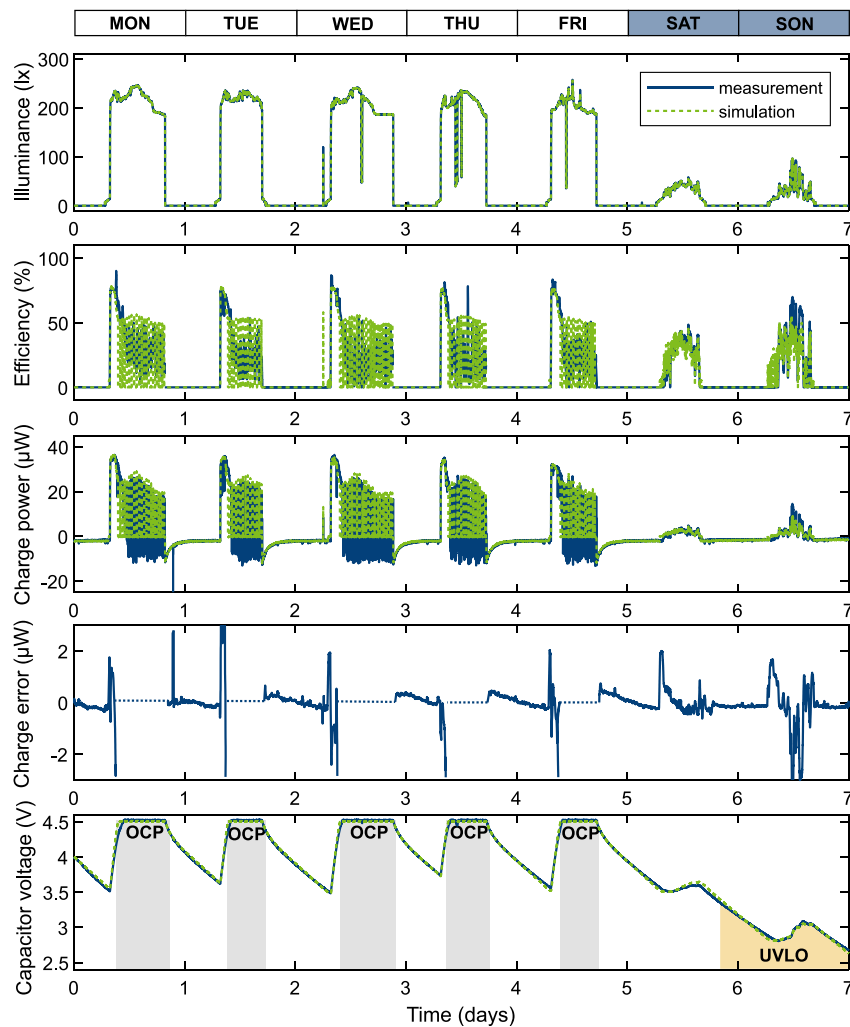 MON TUE WED THU FRI SAT SON
Illuminance (lx)
300
200
100
0
measurement
simulation
0 1 2 3 4 5 6 7
Efficiency (%)
100
50
0
0 1 2 3 4 5 6 7
Charge power (µW)
40
20
0
-20
0 1 2 3 4 5 6 7
Charge error (µW)
2
0
-2
0 1 2 3 4 5 6 7
Capacitor voltage (V)
4.5
4
3.5
3
2.5
OCP OCP OCP OCP OCP
UVLO
0 1 2 3 4 5 6 7
Time (days)